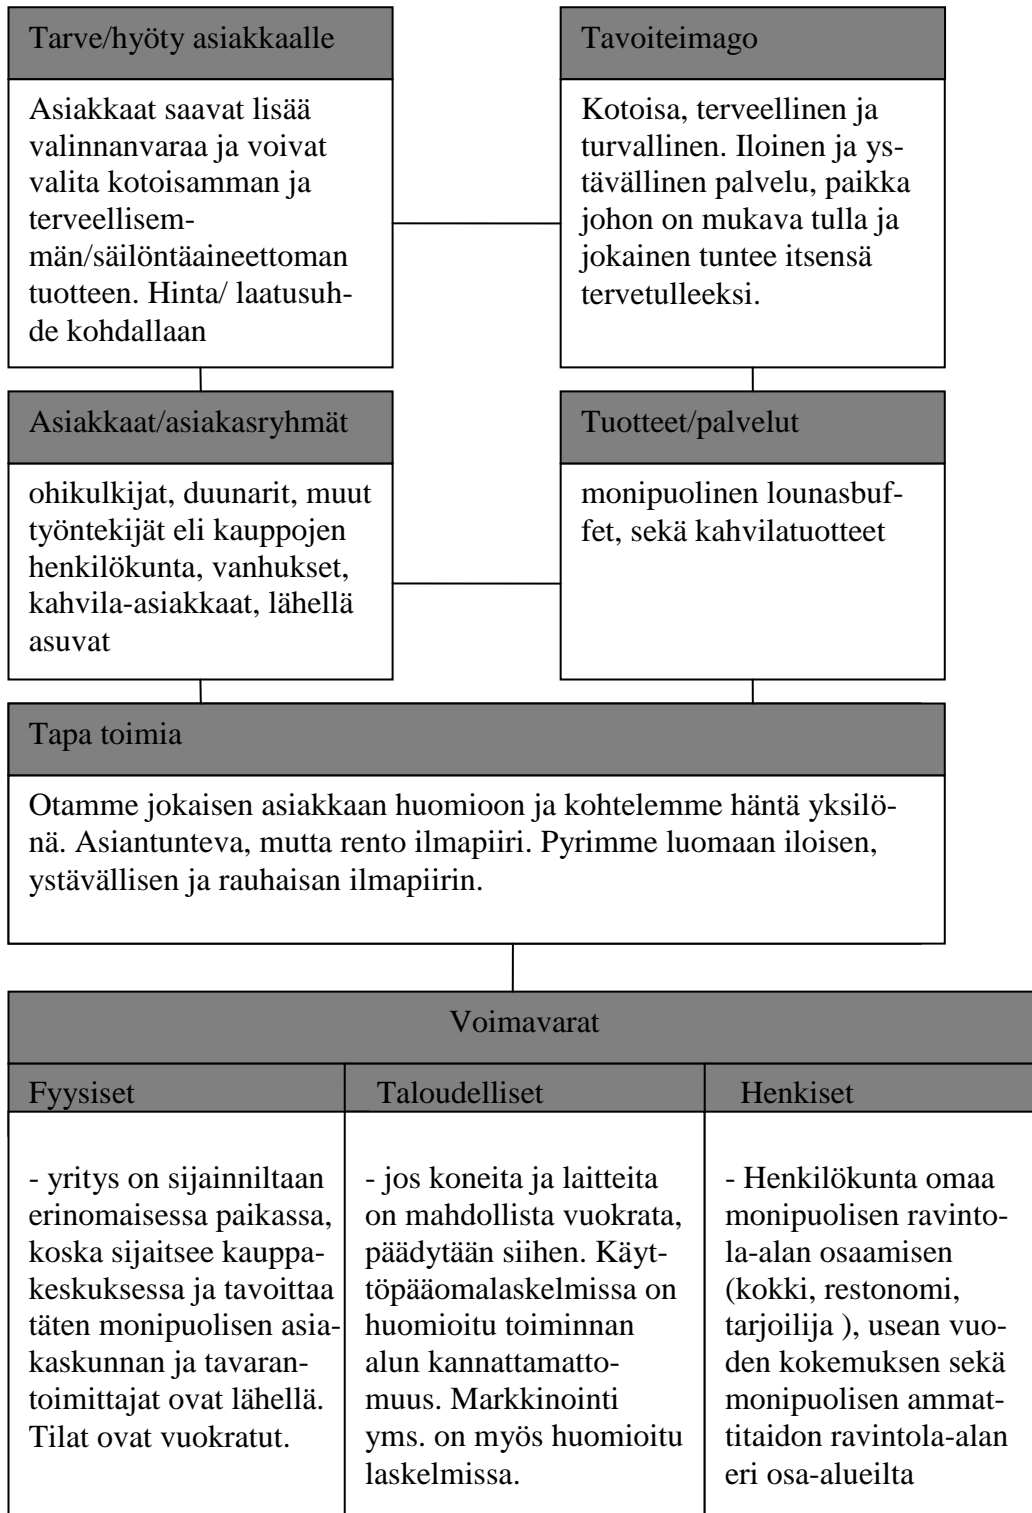 Tarve/hyöty asiakkaalle
Asiakkaat saavat lisää
valinnanvaraa ja voivat
valita kotoisamman ja
terveellisem-
män/säilöntäaineettoman
tuotteen. Hinta/ laatusuh-
de kohdallaan
Tavoiteimago
Kotoisa, terveellinen ja
turvallinen. Iloinen ja ys-
tävällinen palvelu, paikka
johon on mukava tulla ja
jokainen tuntee itsensä
tervetulleeksi.
Asiakkaat/asiakasryhmät
ohikulkijat, duunarit, muut
työntekijät eli kauppojen
henkilökunta, vanhukset,
kahvila-asiakkaat, lähellä
asuvat
Tuotteet/palvelut
monipuolinen lounasbuf-
fet, sekä kahvilatuotteet
Tapa toimia
Otamme jokaisen asiakkaan huomioon ja kohtelemme häntä yksilö-
nä. Asiantunteva, mutta rento ilmapiiri. Pyrimme luomaan iloisen,
ystävällisen ja rauhaisan ilmapiirin.
Voimavarat
Fyysiset
- yritys on sijainniltaan
erinomaisessa paikassa,
koska sijaitsee kauppa-
keskuksessa ja tavoittaa
täten monipuolisen asia-
kaskunnan ja tavaran-
toimittajat ovat lähellä.
Tilat ovat vuokratut.
Taloudelliset
- jos koneita ja laitteita
on mahdollista vuokrata,
päädytään siihen. Käyt-
töpääomalaskelmissa on
huomioitu toiminnan
alun kannattamatto-
muus. Markkinointi
yms. on myös huomioitu
laskelmissa.
Henkiset
- Henkilökunta omaa
monipuolisen ravinto-
la-alan osaamisen
(kokki, restonomi,
tarjoilija ), usean vuo-
den kokemuksen sekä
monipuolisen ammat-
titaidon ravintola-alan
eri osa-alueilta